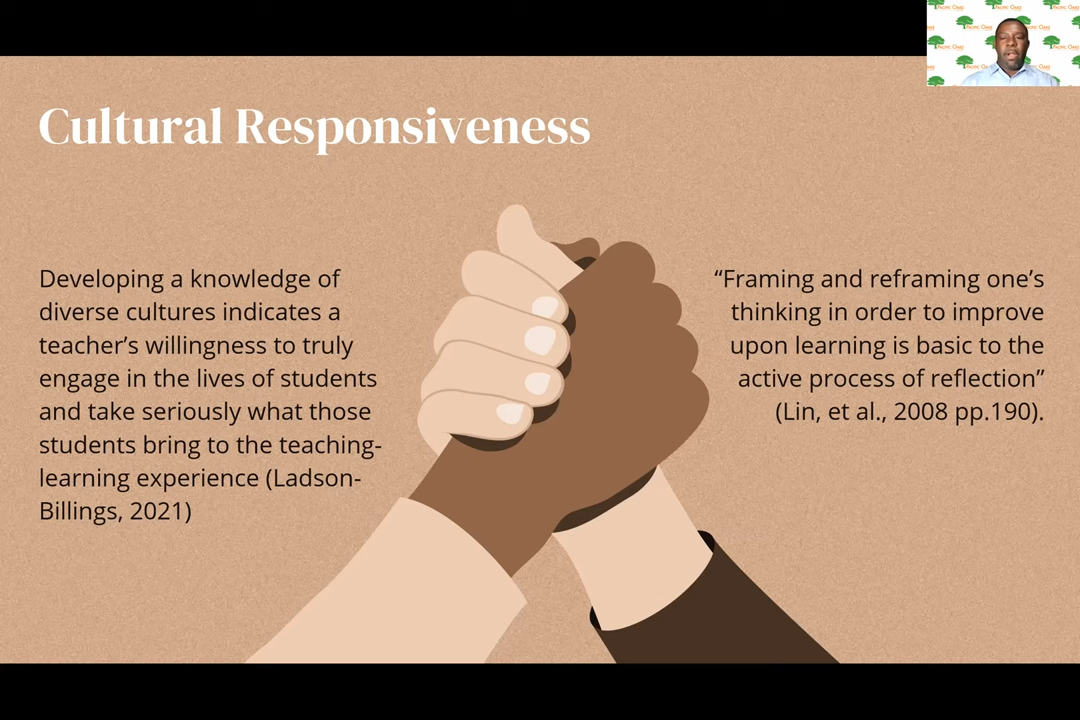 Cultural Responsiveness
Developing a knowledge of
diverse cultures indicates a
teacher’s willingness to truly
engage in the lives of students
and take seriously what those
students bring to the teaching-
learning experience (Ladson-
Billings, 2021)
“Framing and reframing one’s
thinking in order to improve
upon learning is basic to the
active process of reflection”
(Lin, et al., 2008 pp.190).
Pacific Oaks